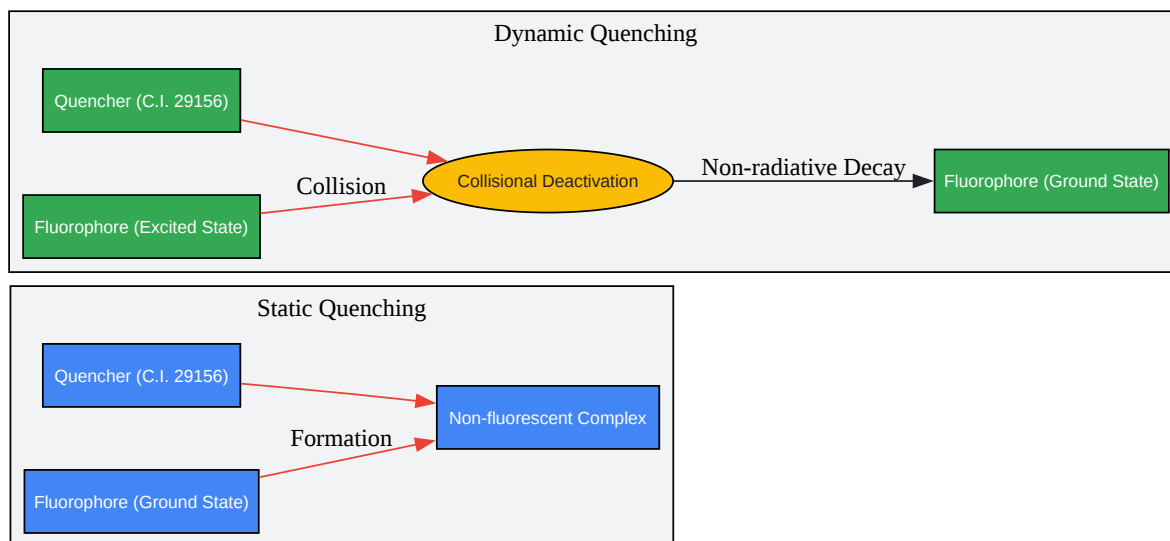 Dynamic Quenching
Quencher (C.I. 29156)
Collision
Fluorophore (Excited State)
Collisional Deactivation
Non-radiative Decay
Fluorophore (Ground State)
Static Quenching
Quencher (C.I. 29156)
Formation
Fluorophore (Ground State)
Non-fluorescent Complex